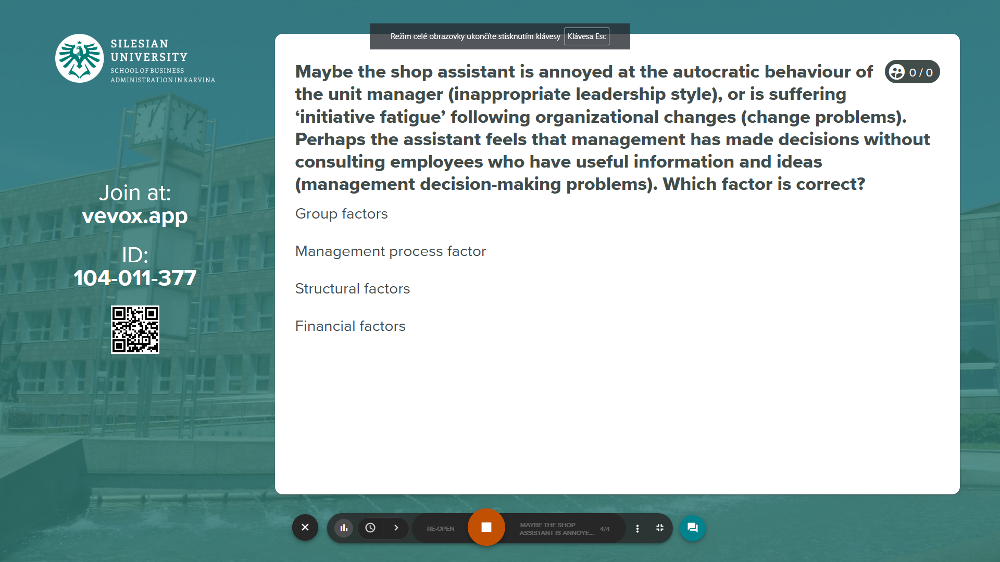 SILESIAN
UNIVERSITY
SCHOOL OF BUSINESS
ADMINISTRATION IN KARVINA
Join at:
vevox.app
ID:
104-011-377
Režim celé obrazovky ukončíte stisknutím klávesy Klávesa Esc
Maybe the shop assistant is annoyed at the autocratic behaviour of
the unit manager (inappropriate leadership style), or is suffering
‘initiative fatigue’ following organizational changes (change problems).
Perhaps the assistant feels that management has made decisions without
consulting employees who have useful information and ideas
(management decision-making problems). Which factor is correct?
0 / 0
Group factors
Management process factor
Structural factors
Financial factors
RE-OPEN
MAYBE THE SHOP
ASSISTANT IS ANNOYE...
4/4